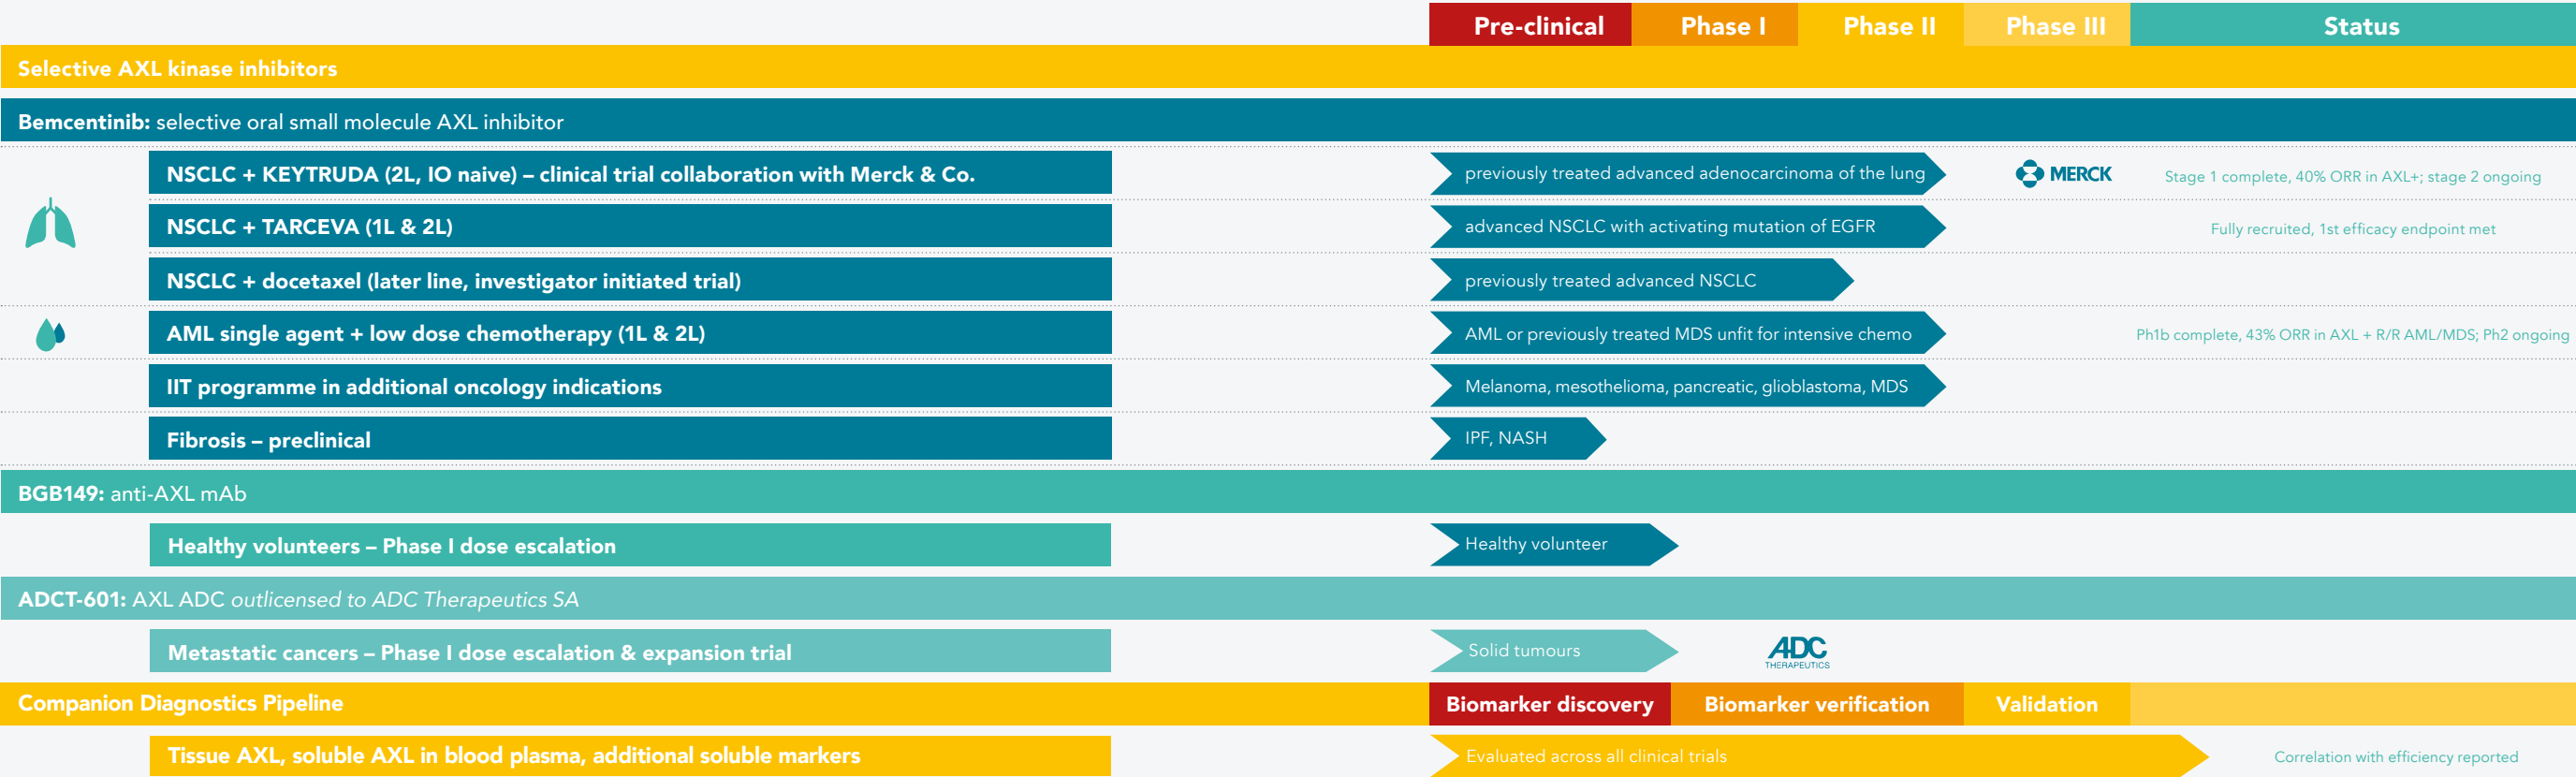 Pre-clinical Phase I Phase II Phase III Status
Selective AXL kinase inhibitors
Bemcentinib: selective oral small molecule AXL inhibitor
NSCLC + KEYTRUDA (2L, IO naive) – clinical trial collaboration with Merck & Co. previously treated advanced adenocarcinoma of the lung MERCK Stage 1 complete, 40% ORR in AXL+; stage 2 ongoing
NSCLC + TARCEVA (1L & 2L) advanced NSCLC with activating mutation of EGFR Fully recruited, 1st efficacy endpoint met
NSCLC + docetaxel (later line, investigator initiated trial) previously treated advanced NSCLC
AML single agent + low dose chemotherapy (1L & 2L) AML or previously treated MDS unfit for intensive chemo Ph1b complete, 43% ORR in AXL + R/R AML/MDS; Ph2 ongoing
IIT programme in additional oncology indications Melanoma, mesothelioma, pancreatic, glioblastoma, MDS
Fibrosis – preclinical IPF, NASH
BGB149: anti-AXL mAb
Healthy volunteers – Phase I dose escalation Healthy volunteer
ADCT-601: AXL ADC outlicensed to ADC Therapeutics SA
Metastatic cancers – Phase I dose escalation & expansion trial Solid tumours ADC
THERAPEUTICS
Companion Diagnostics Pipeline Biomarker discovery Biomarker verification Validation
Tissue AXL, soluble AXL in blood plasma, additional soluble markers Evaluated across all clinical trials Correlation with efficiency reported